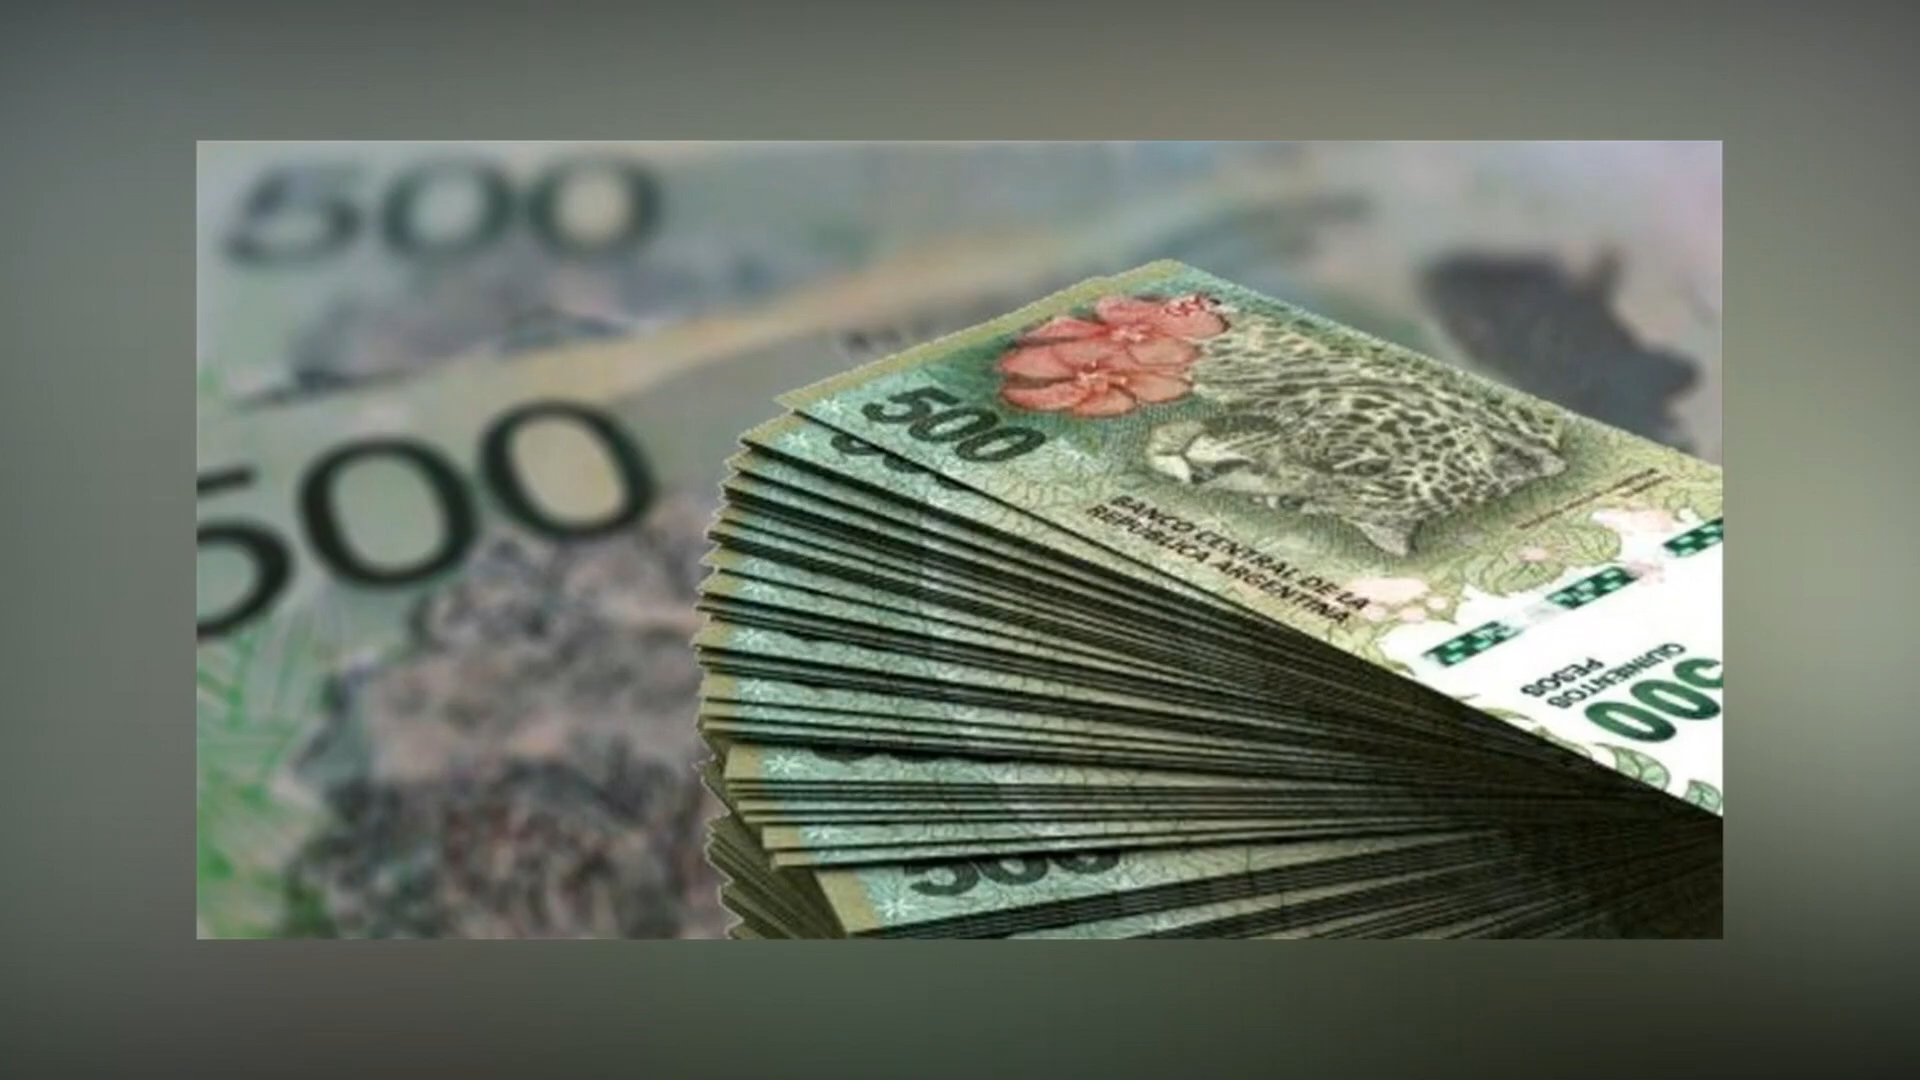 500
500
500
BANCO CENTRAL DE LA
REPÚBLICA ARGENTINA
500
QUINIENTOS
PESOS
500